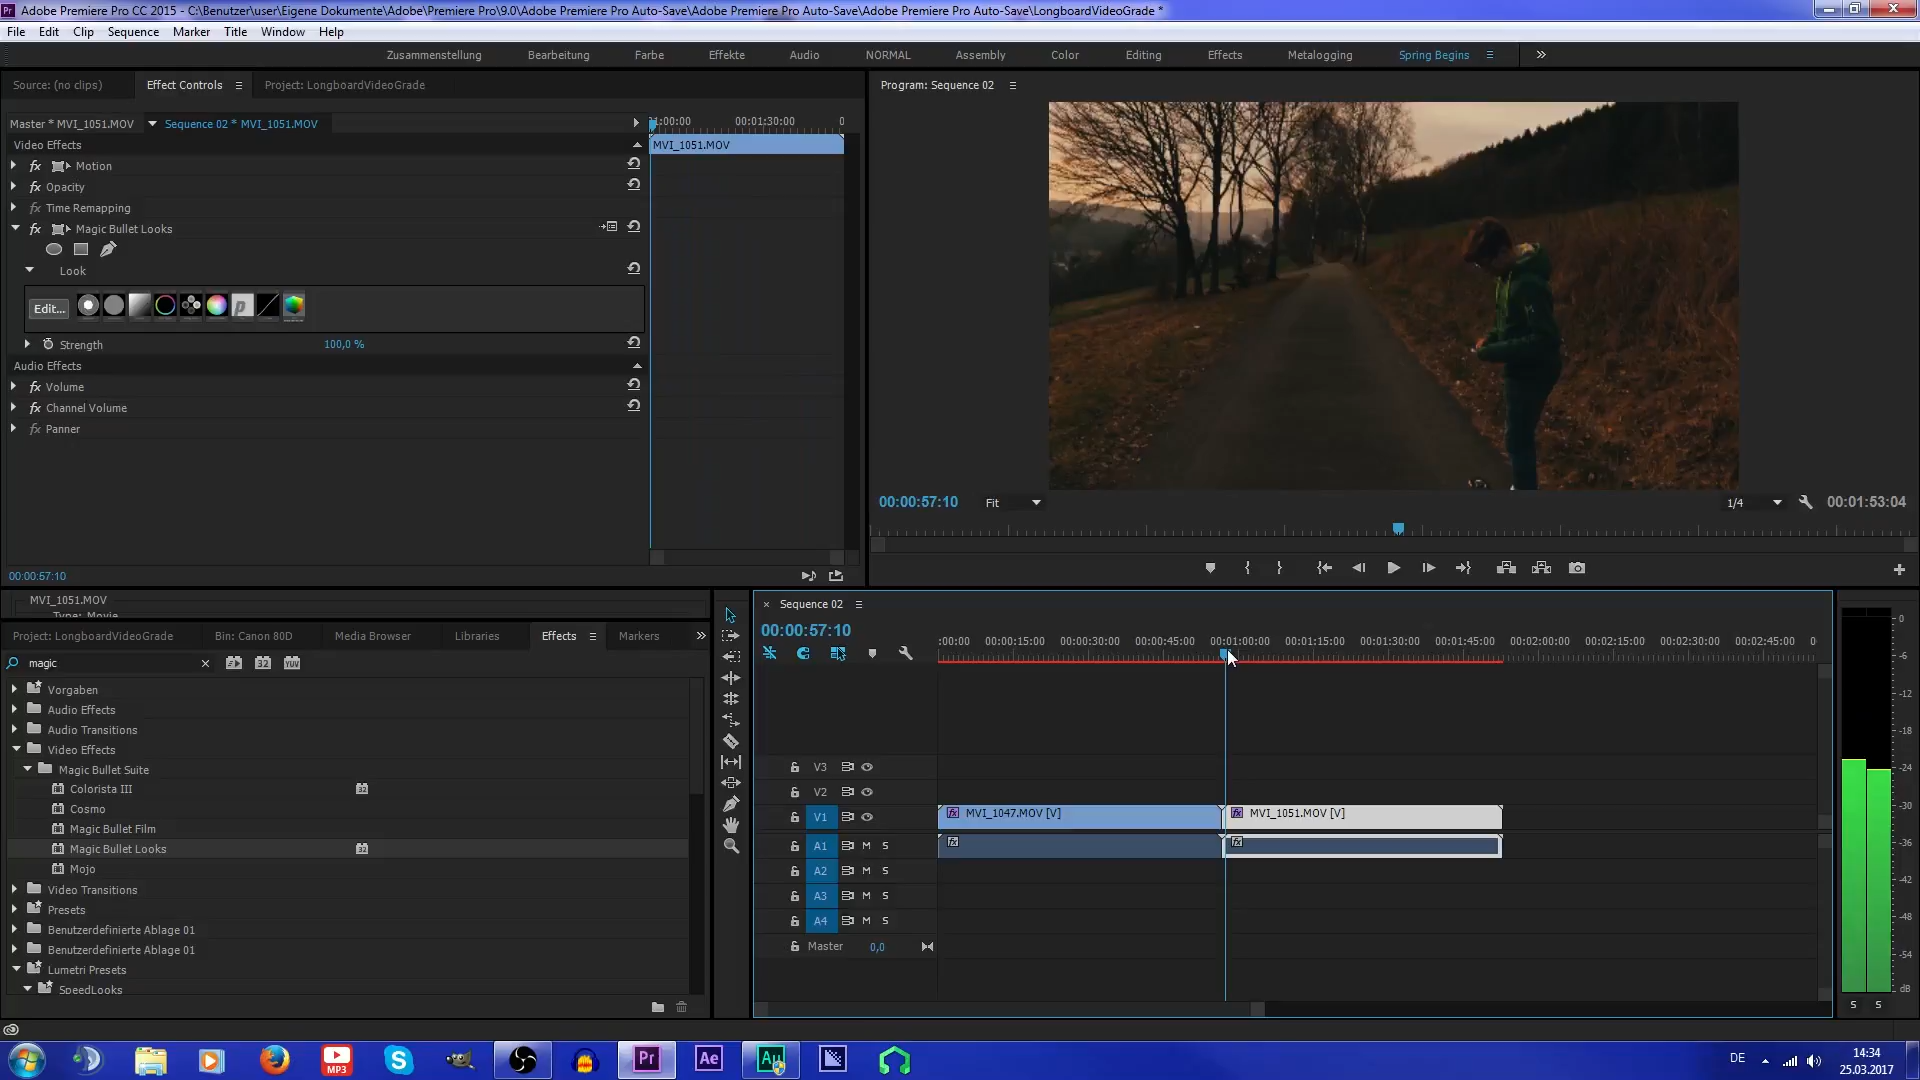 Adobe Premiere Pro CC 2015 - C:\Benutzer\user\Eigene Dokumente\Adobe\Premiere Pro\9.0\Adobe Premiere Pro Auto-Save\Adobe Premiere Pro Auto-Save\Adobe Premiere Pro Auto-Save\LongboardVideoGrade *
File Edit Clip Sequence Marker Title Window Help
Zusammenstellung Bearbeitung Farbe Effekte Audio NORMAL Assembly Color Editing Effects Metalogging Spring Begins
Source: (no clips) Effect Controls Project: LongboardVideoGrade
Program: Sequence 02
Master * MVI_1051.MOV Sequence 02 * MVI_1051.MOV
:00:00 00:01:30:00 0
Video Effects
MVI_1051.MOV
fx Motion
fx Opacity
fx Time Remapping
fx Magic Bullet Looks
Look
Edit...
Strength 100,0 %
Audio Effects
fx Volume
fx Channel Volume
fx Panner
00:00:57:10 Fit 1/4 00:01:53:04
00:00:57:10
MVI_1051.MOV
Type: Movie
Project: LongboardVideoGrade Bin: Canon 80D Media Browser Libraries Effects Markers
magic 32 YUV
Vorgaben
Audio Effects
Audio Transitions
Video Effects
Magic Bullet Suite
Colorista III 32
Cosmo
Magic Bullet Film
Magic Bullet Looks 32
Mojo
Video Transitions
Presets
Benutzerdefinierte Ablage 01
Benutzerdefinierte Ablage 01
Lumetri Presets
SpeedLooks
Sequence 02
00:00:57:10
:00:00 00:00:15:00 00:00:30:00 00:00:45:00 00:01:00:00 00:01:15:00 00:01:30:00 00:01:45:00 00:02:00:00 00:02:15:00 00:02:30:00 00:02:45:00 0
V3
V2
V1 fx MVI_1047.MOV [V] fx MVI_1051.MOV [V]
A1 M S fx fx
A2 M S
A3 M S
A4 M S
Master 0,0
0
-6
-12
-18
-24
-30
-36
-42
-48
-54
dB
S S
MP3
Pr Ae Au
DE 14:34
25.03.2017